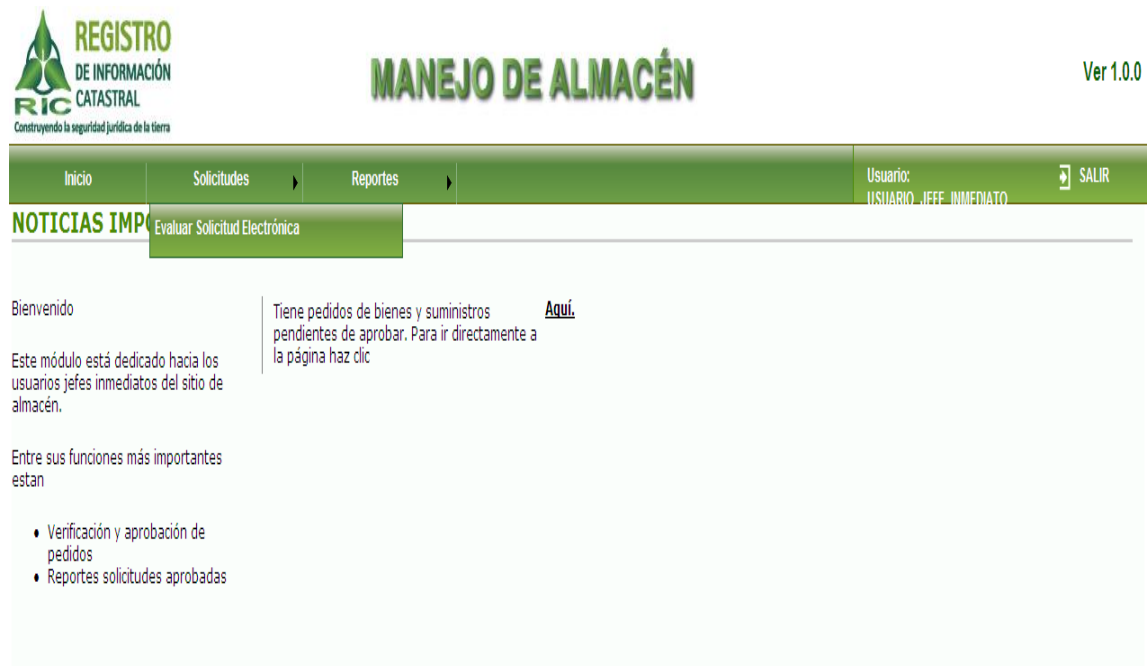 REGISTRO
DE INFORMACIÓN
CATASTRAL
RIC
Construyendo la seguridad jurídica de la tierra
MANEJO DE ALMACÉN
Ver 1.0.0
Inicio
Solicitudes
Reportes
Usuario:
USUARIO_JEFE_INMEDIATO
SALIR
NOTICIAS
Evaluar Solicitud Electrónica
Bienvenido
Este módulo está dedicado hacia los
usuarios jefes inmediatos del sitio de
almacén.
Entre sus funciones más importantes
estan
• Verificación y aprobación de
pedidos
• Reportes solicitudes aprobadas
Tiene pedidos de bienes y suministros
pendientes de aprobar. Para ir directamente a
la página haz clic
Aquí.